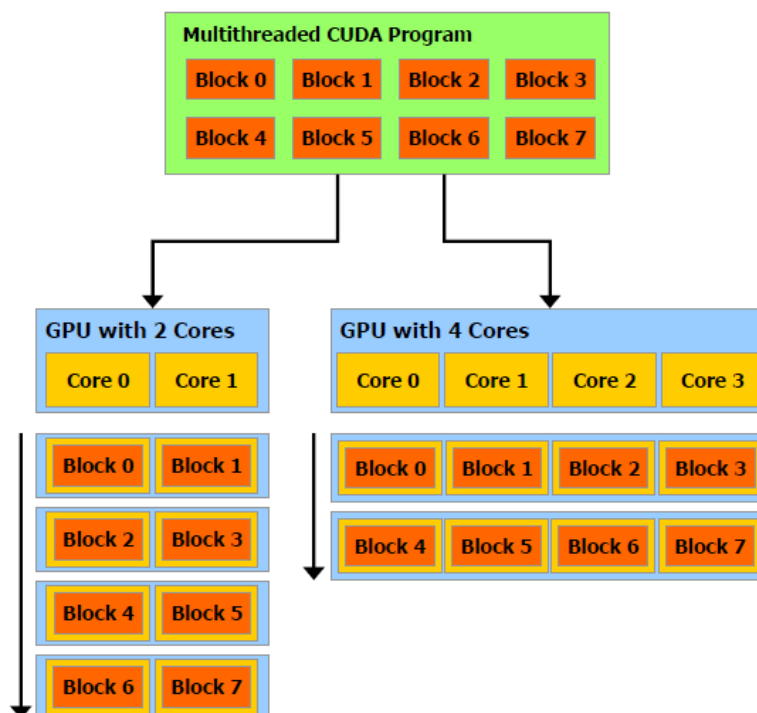 Multithreaded CUDA Program
Block 0 Block 1 Block 2 Block 3
Block 4 Block 5 Block 6 Block 7
GPU with 2 Cores
Core 0 Core 1
Block 0 Block 1
Block 2 Block 3
Block 4 Block 5
Block 6 Block 7
GPU with 4 Cores
Core 0 Core 1 Core 2 Core 3
Block 0 Block 1 Block 2 Block 3
Block 4 Block 5 Block 6 Block 7